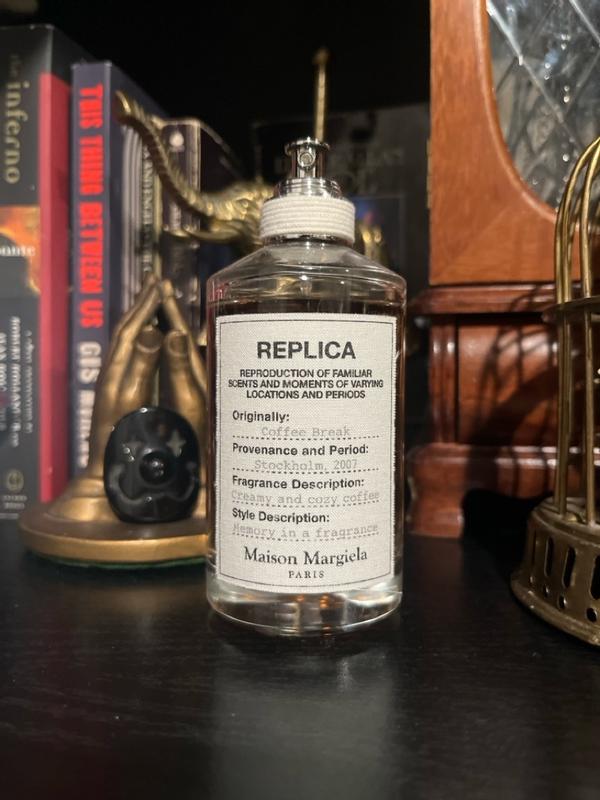 the inferno
THIS THING BETWEEN US
REPLICA
REPRODUCTION OF FAMILIAR
SCENTS AND MOMENTS OF VARYING
LOCATIONS AND PERIODS
Originally:
Coffee Break
Provenance and Period:
Stockholm, 2007
Fragrance Description:
Creamy and cozy coffee
Style Description:
Memory in a fragrance
Maison Margiela
PARIS